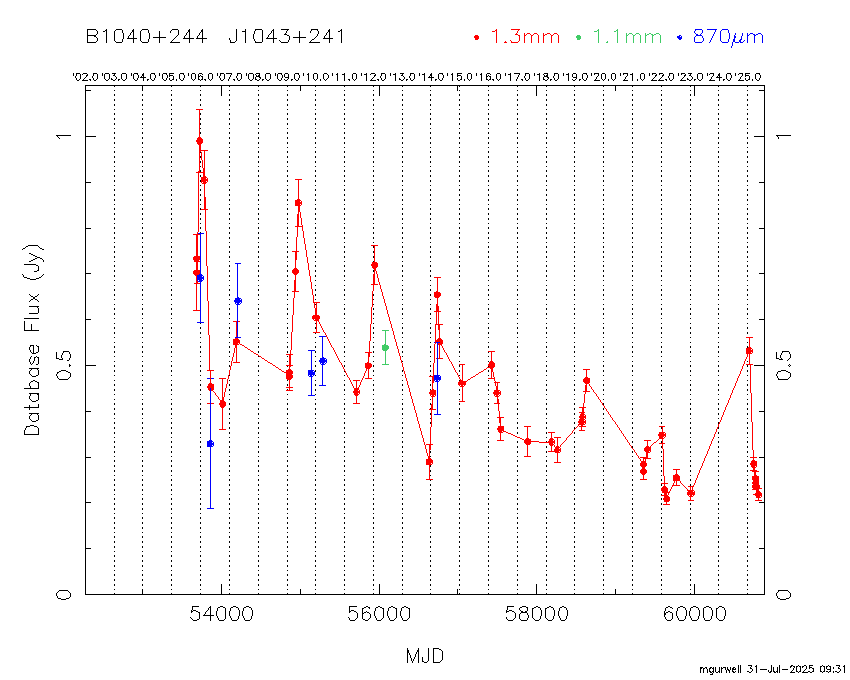 B1040+244 J1043+241 1.3mm 1.1mm 870μm
'02.0 '03.0 '04.0 '05.0 '06.0 '07.0 '08.0 '09.0 '10.0 '11.0 '12.0 '13.0 '14.0 '15.0 '16.0 '17.0 '18.0 '19.0 '20.0 '21.0 '22.0 '23.0 '24.0 '25.0
1 1
Database Flux (Jy)
0.5 0.5
0 0
54000 56000 58000 60000
MJD
mgurwell 31-Jul-2025 09:31